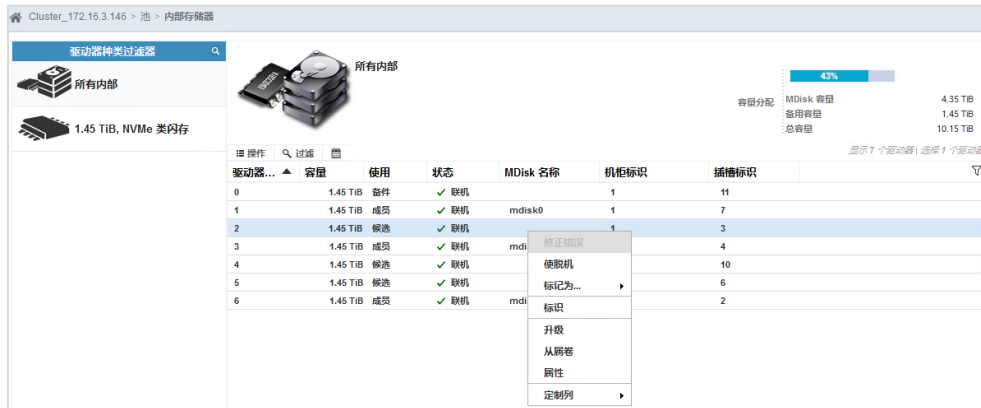 Cluster_172.16.3.146 > 池 > 内部存储器
驱动器种类过滤器
所有内部
1.45 TiB, NVMe 类闪存
所有内部
43%
容量分配
MDisk 容量 4.35 TiB
备用容量 1.45 TiB
总容量 10.15 TiB
操作 过滤
显示 7 个驱动器 | 选择 1 个驱动器
驱动器... 容量 使用 状态 MDisk 名称 机柜标识 插槽标识
0 1.45 TiB 备件 联机 1 11
1 1.45 TiB 成员 联机 mdisk0 1 7
2 1.45 TiB 候选 联机 1 3
3 1.45 TiB 成员 联机 mdi 4
4 1.45 TiB 候选 联机 10
5 1.45 TiB 候选 联机 6
6 1.45 TiB 成员 联机 mdi 2
修正错误
使脱机
标记为...
标识
升级
从属卷
属性
定制列